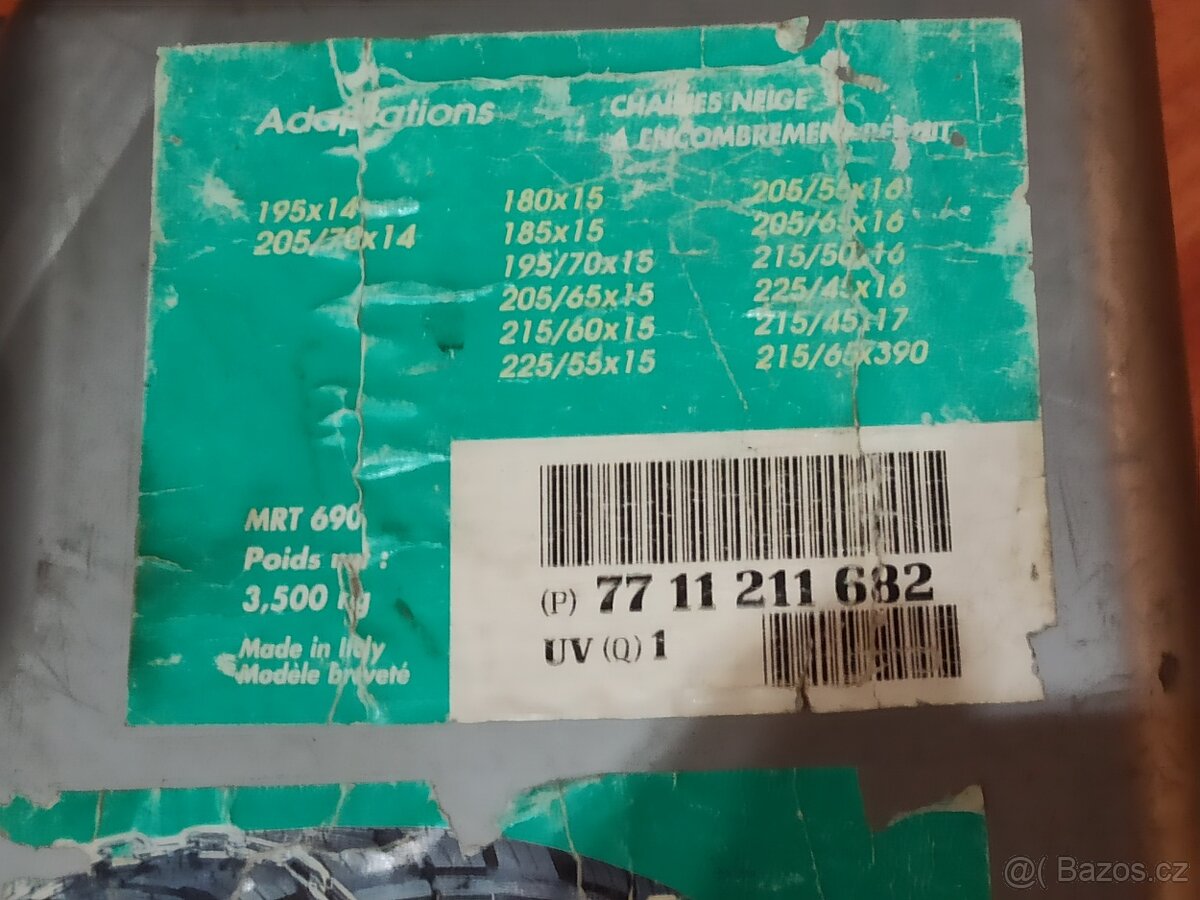 Adaptations
CHAINES NEIGE
A ENCOMBREMENT REDUIT
195x14
205/70x14
180x15
185x15
195/70x15
205/65x15
215/60x15
225/55x15
205/55x16
205/65x16
215/50x16
225/45x16
215/45x17
215/65x390
MRT 690
Poids net :
3,500 kg
Made in Italy
Modèle breveté
(P) 77 11 211 682
UV (Q) 1
@( Bazos.cz